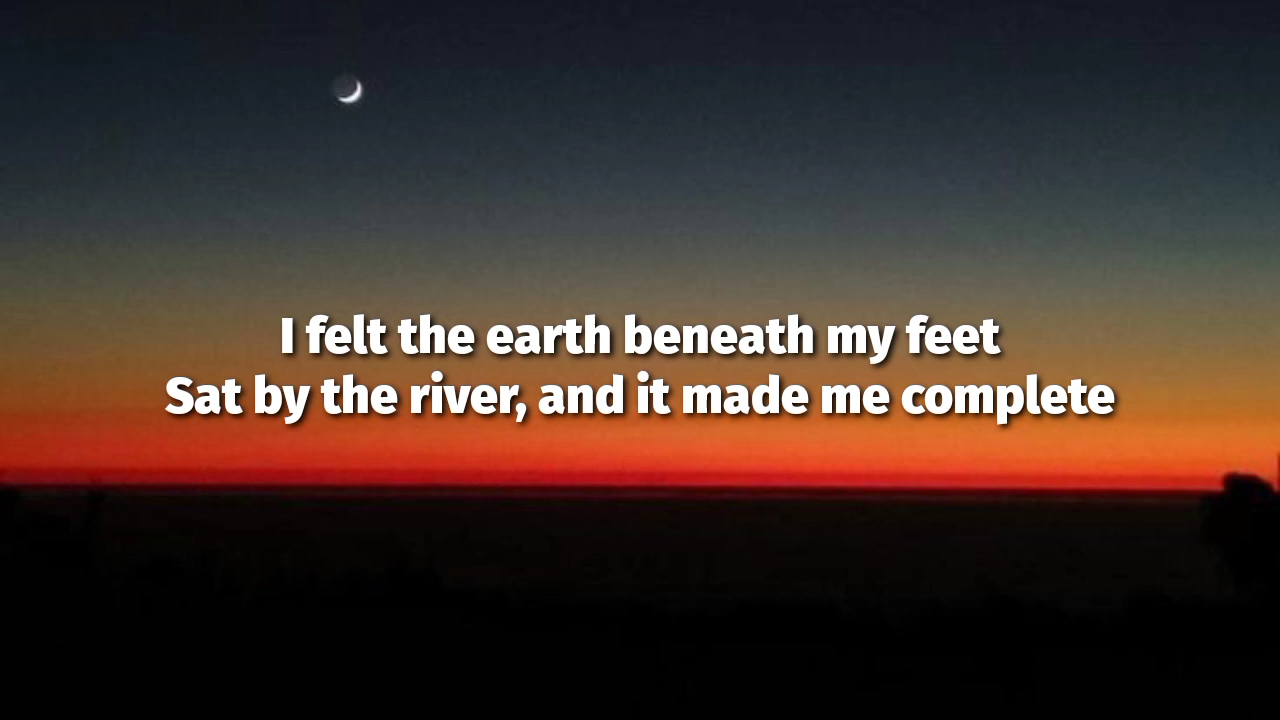 I felt the earth beneath my feet
Sat by the river, and it made me complete